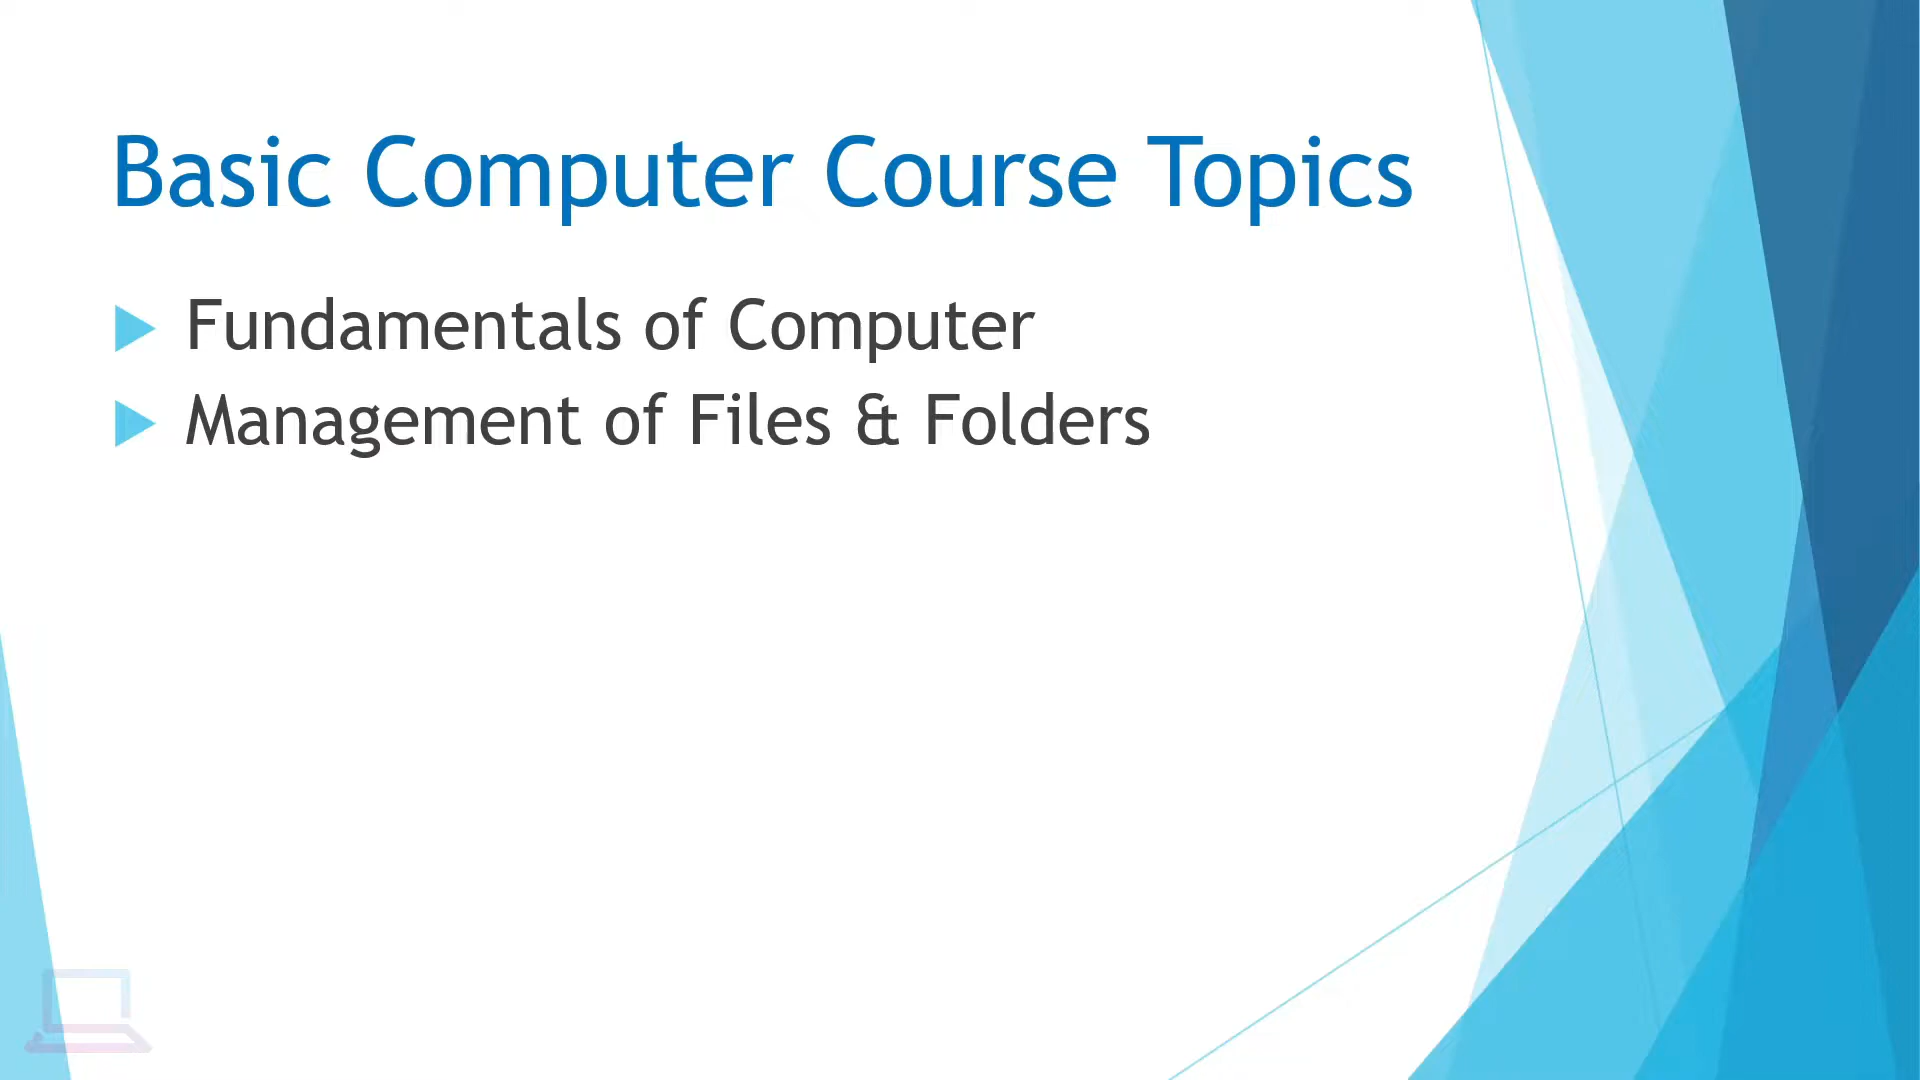 Basic Computer Course Topics
Fundamentals of Computer
Management of Files & Folders